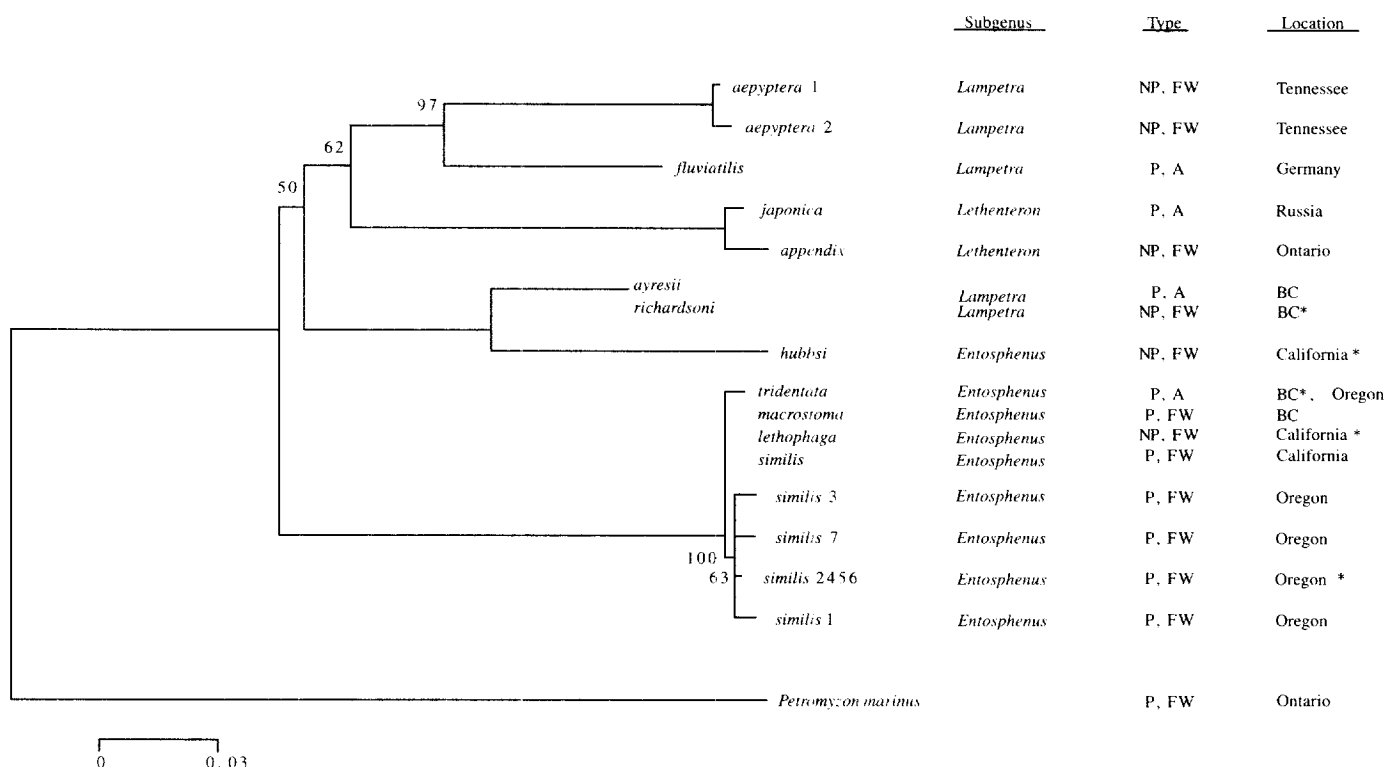 Subgenus Type Location
aepyptera 1 Lampetra NP, FW Tennessee
97
aepyptera 2 Lampetra NP, FW Tennessee
62
fluviatilis Lampetra P, A Germany
50
japonica Lethenteron P, A Russia
appendix Lethenteron NP, FW Ontario
ayresii Lampetra P, A BC
richardsoni Lampetra NP, FW BC*
hubbsi Entosphenus NP, FW California *
tridentata Entosphenus P, A BC*, Oregon
macrostoma Entosphenus P, FW BC
lethophaga Entosphenus NP, FW California *
similis Entosphenus P, FW California
similis 3 Entosphenus P, FW Oregon
similis 7 Entosphenus P, FW Oregon
100
63 similis 2456 Entosphenus P, FW Oregon *
similis 1 Entosphenus P, FW Oregon
Petromyzon marinus P, FW Ontario
0 0.03